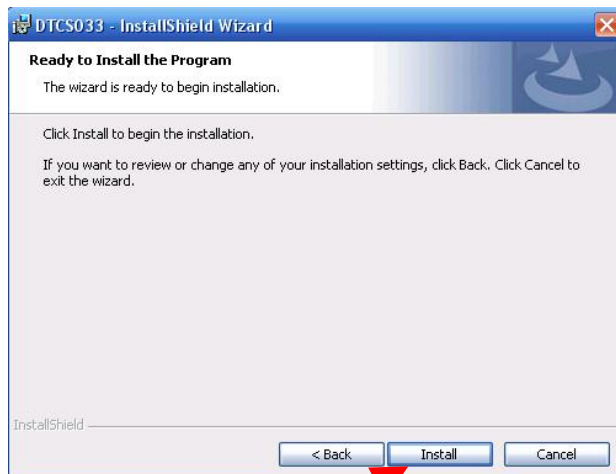 DTCS033 - InstallShield Wizard
Ready to Install the Program
The wizard is ready to begin installation.
Click Install to begin the installation.
If you want to review or change any of your installation settings, click Back. Click Cancel to
exit the wizard.
InstallShield
< Back
Install
Cancel